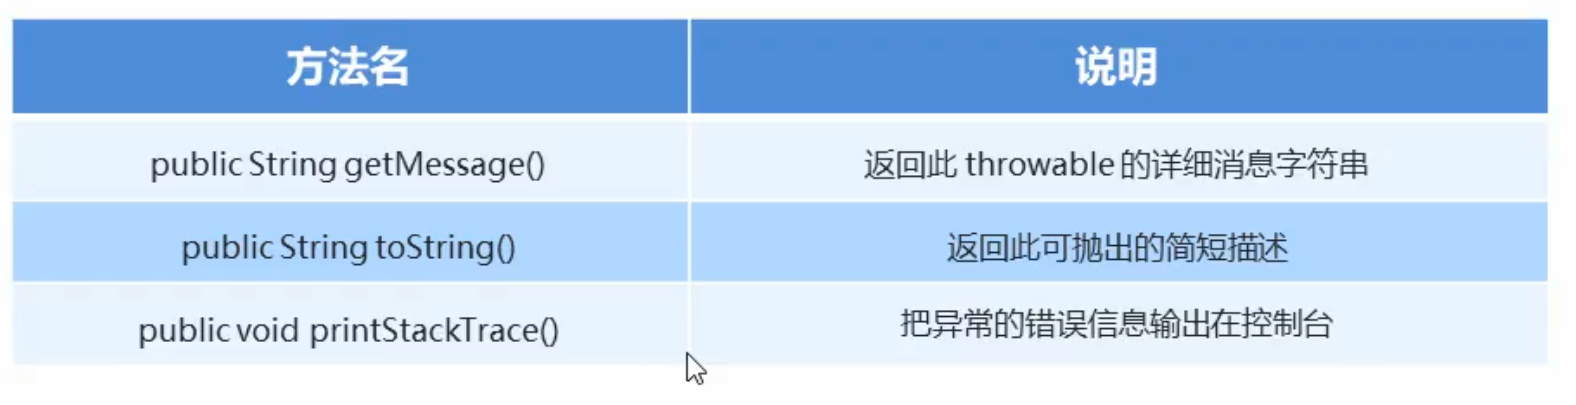 方法名 说明
public String getMessage() 返回此 throwable 的详细消息字符串
public String toString() 返回此可抛出的简短描述
public void printStackTrace() 把异常的错误信息输出在控制台